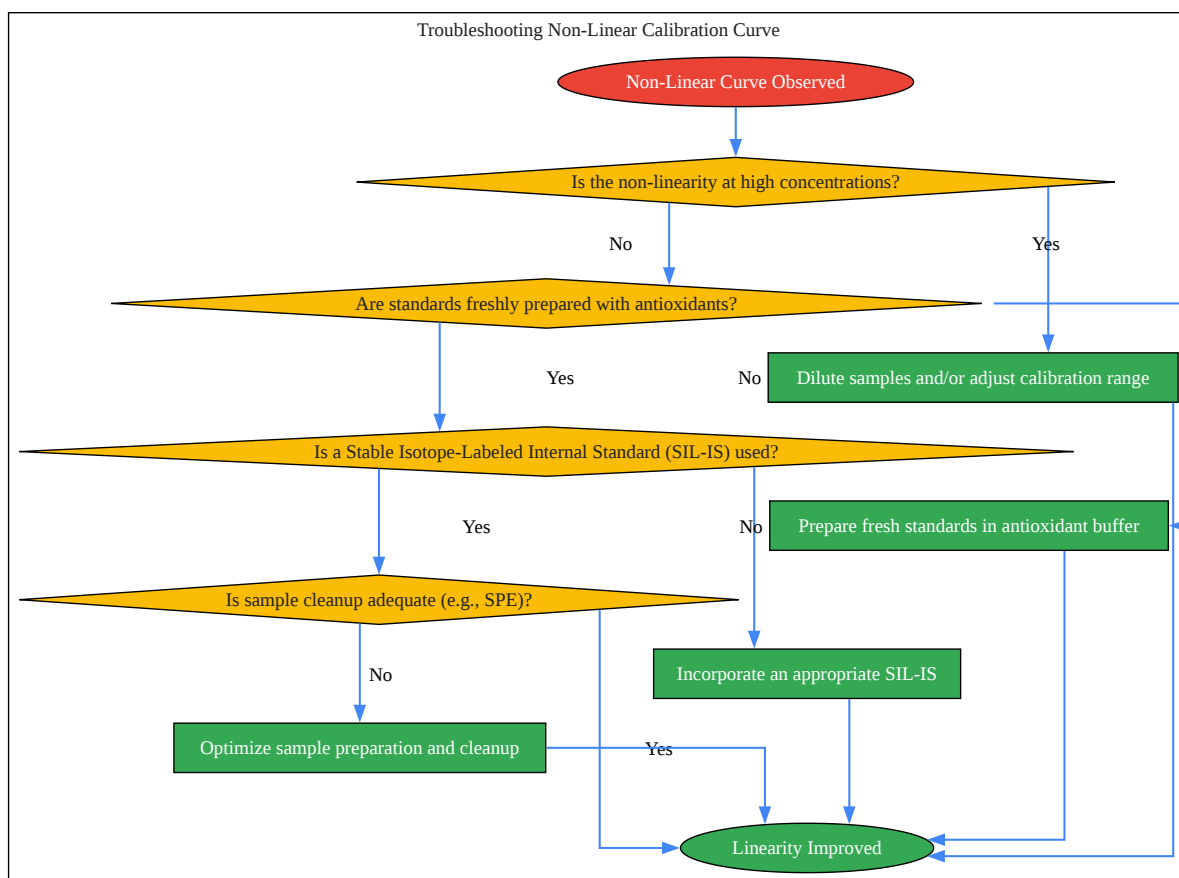 Troubleshooting Non-Linear Calibration Curve
Non-Linear Curve Observed
Is the non-linearity at high concentrations?
No
Yes
Are standards freshly prepared with antioxidants?
Yes
No
Dilute samples and/or adjust calibration range
Is a Stable Isotope-Labeled Internal Standard (SIL-IS) used?
Yes
No
Prepare fresh standards in antioxidant buffer
Is sample cleanup adequate (e.g., SPE)?
No
Incorporate an appropriate SIL-IS
Optimize sample preparation and cleanup
Yes
Linearity Improved